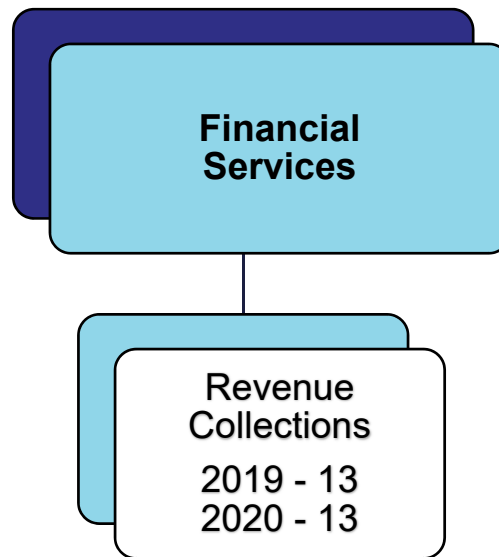 Financial
Services
Revenue
Collections
2019 - 13
2020 - 13